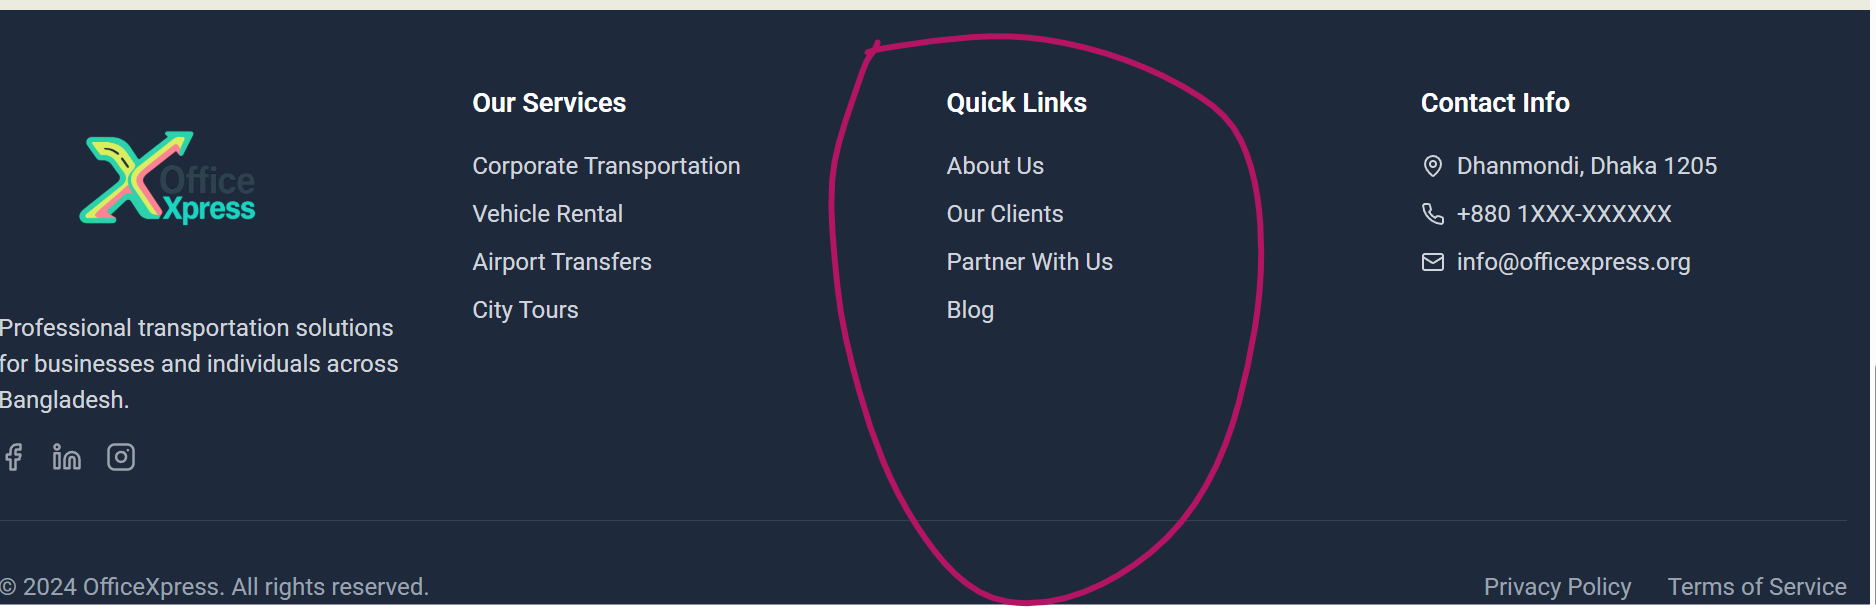 Office
Xpress
Professional transportation solutions
for businesses and individuals across
Bangladesh.
Our Services
Corporate Transportation
Vehicle Rental
Airport Transfers
City Tours
Quick Links
About Us
Our Clients
Partner With Us
Blog
Contact Info
Dhanmondi, Dhaka 1205
+880 1XXX-XXXXXX
info@officexpress.org
© 2024 OfficeXpress. All rights reserved.
Privacy Policy
Terms of Service